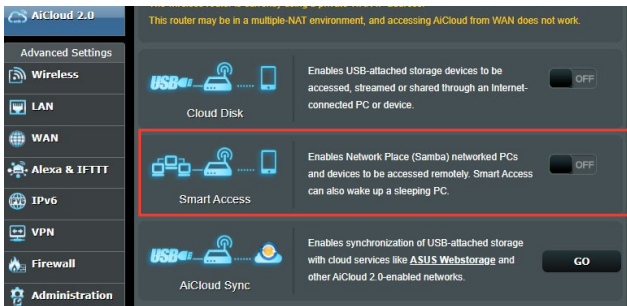 AiCloud 2.0
This router may be in a multiple-NAT environment, and accessing AiCloud from WAN does not work.
Advanced Settings
Wireless
LAN
WAN
Alexa & IFTTT
IPv6
VPN
Firewall
Administration
USB
Cloud Disk
Enables USB-attached storage devices to be
accessed, streamed or shared through an Internet-
connected PC or device.
OFF
Smart Access
Enables Network Place (Samba) networked PCs
and devices to be accessed remotely. Smart Access
can also wake up a sleeping PC.
OFF
USB
AiCloud Sync
Enables synchronization of USB-attached storage
with cloud services like ASUS Webstorage and
other AiCloud 2.0-enabled networks.
GO